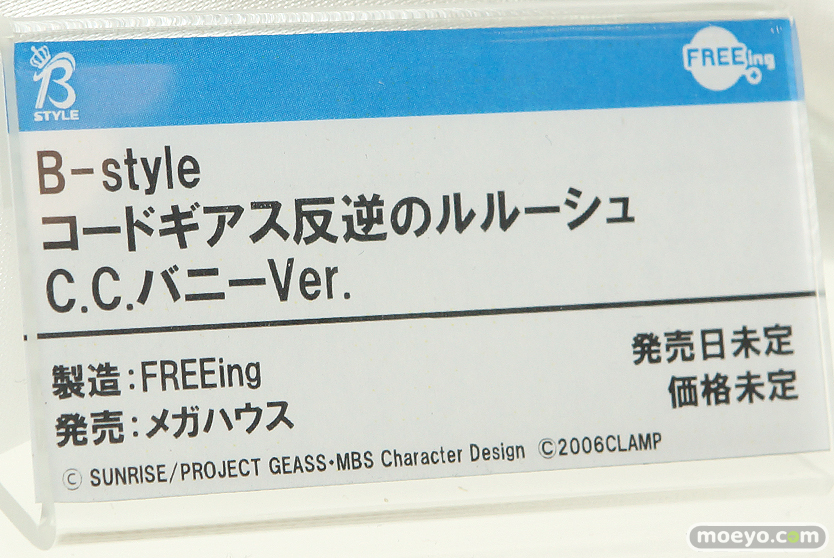 B
STYLE
FREEing
B-style
コードギアス反逆のルルーシュ
C.C.バニーVer.
製造:FREEing
発売:メガハウス
発売日未定
価格未定
© SUNRISE/PROJECT GEASS・MBS Character Design ©2006CLAMP
moeyo.com